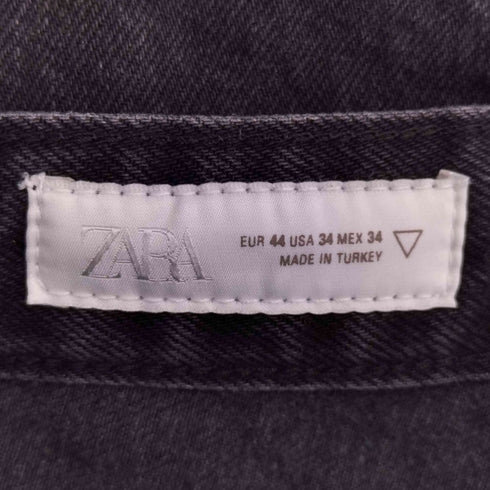 ZARA
EUR 44 USA 34 MEX 34
MADE IN TURKEY